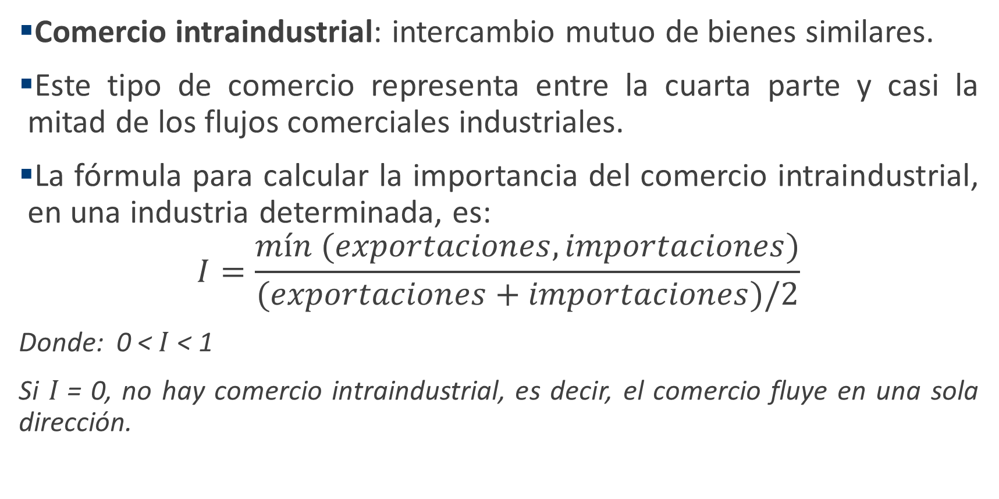 ▪Comercio intraindustrial: intercambio mutuo de bienes similares.
▪Este tipo de comercio representa entre la cuarta parte y casi la
mitad de los flujos comerciales industriales.
▪La fórmula para calcular la importancia del comercio intraindustrial,
en una industria determinada, es:
mín (exportaciones, importaciones)
I =
(exportaciones + importaciones)/2
Donde: 0 < I < 1
Si I = 0, no hay comercio intraindustrial, es decir, el comercio fluye en una sola
dirección.